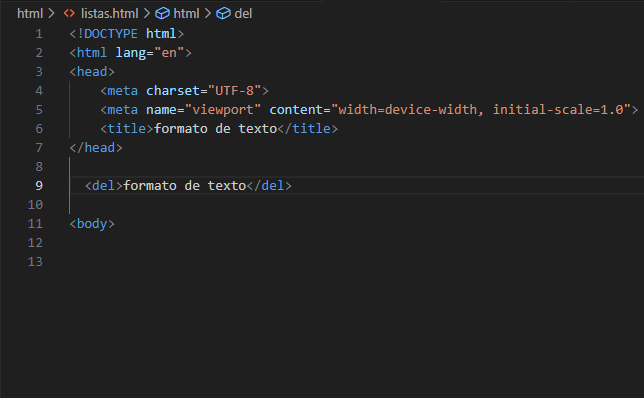 html > listas.html > html > del
1 <!DOCTYPE html>
2 <html lang="en">
3 <head>
4     <meta charset="UTF-8">
5     <meta name="viewport" content="width=device-width, initial-scale=1.0">
6     <title>formato de texto</title>
7 </head>
8
9   <del>formato de texto</del>
10
11 <body>
12
13